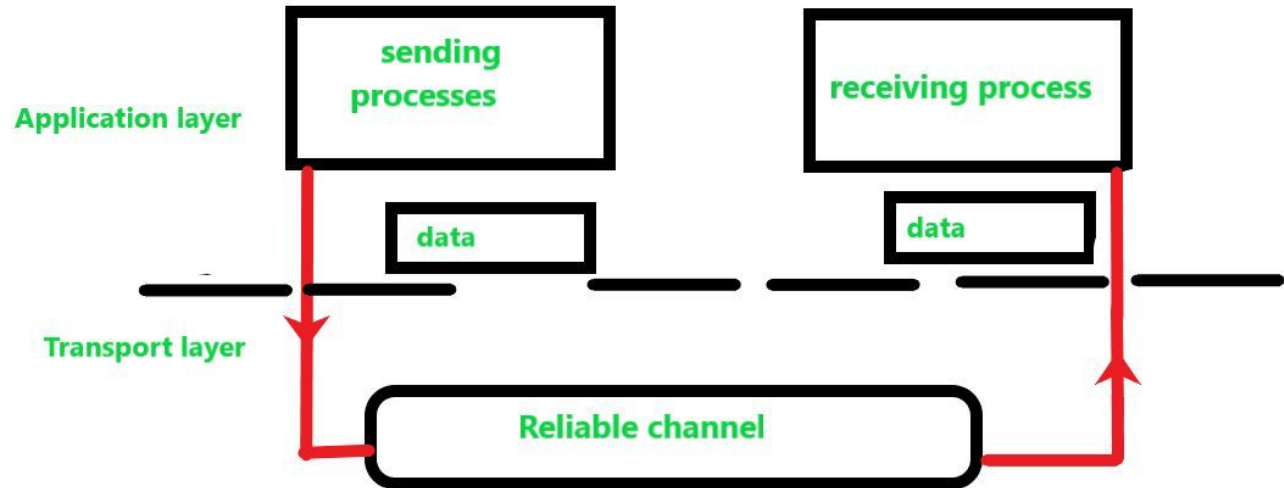 sending
processes
receiving process
Application layer
data
data
Transport layer
Reliable channel